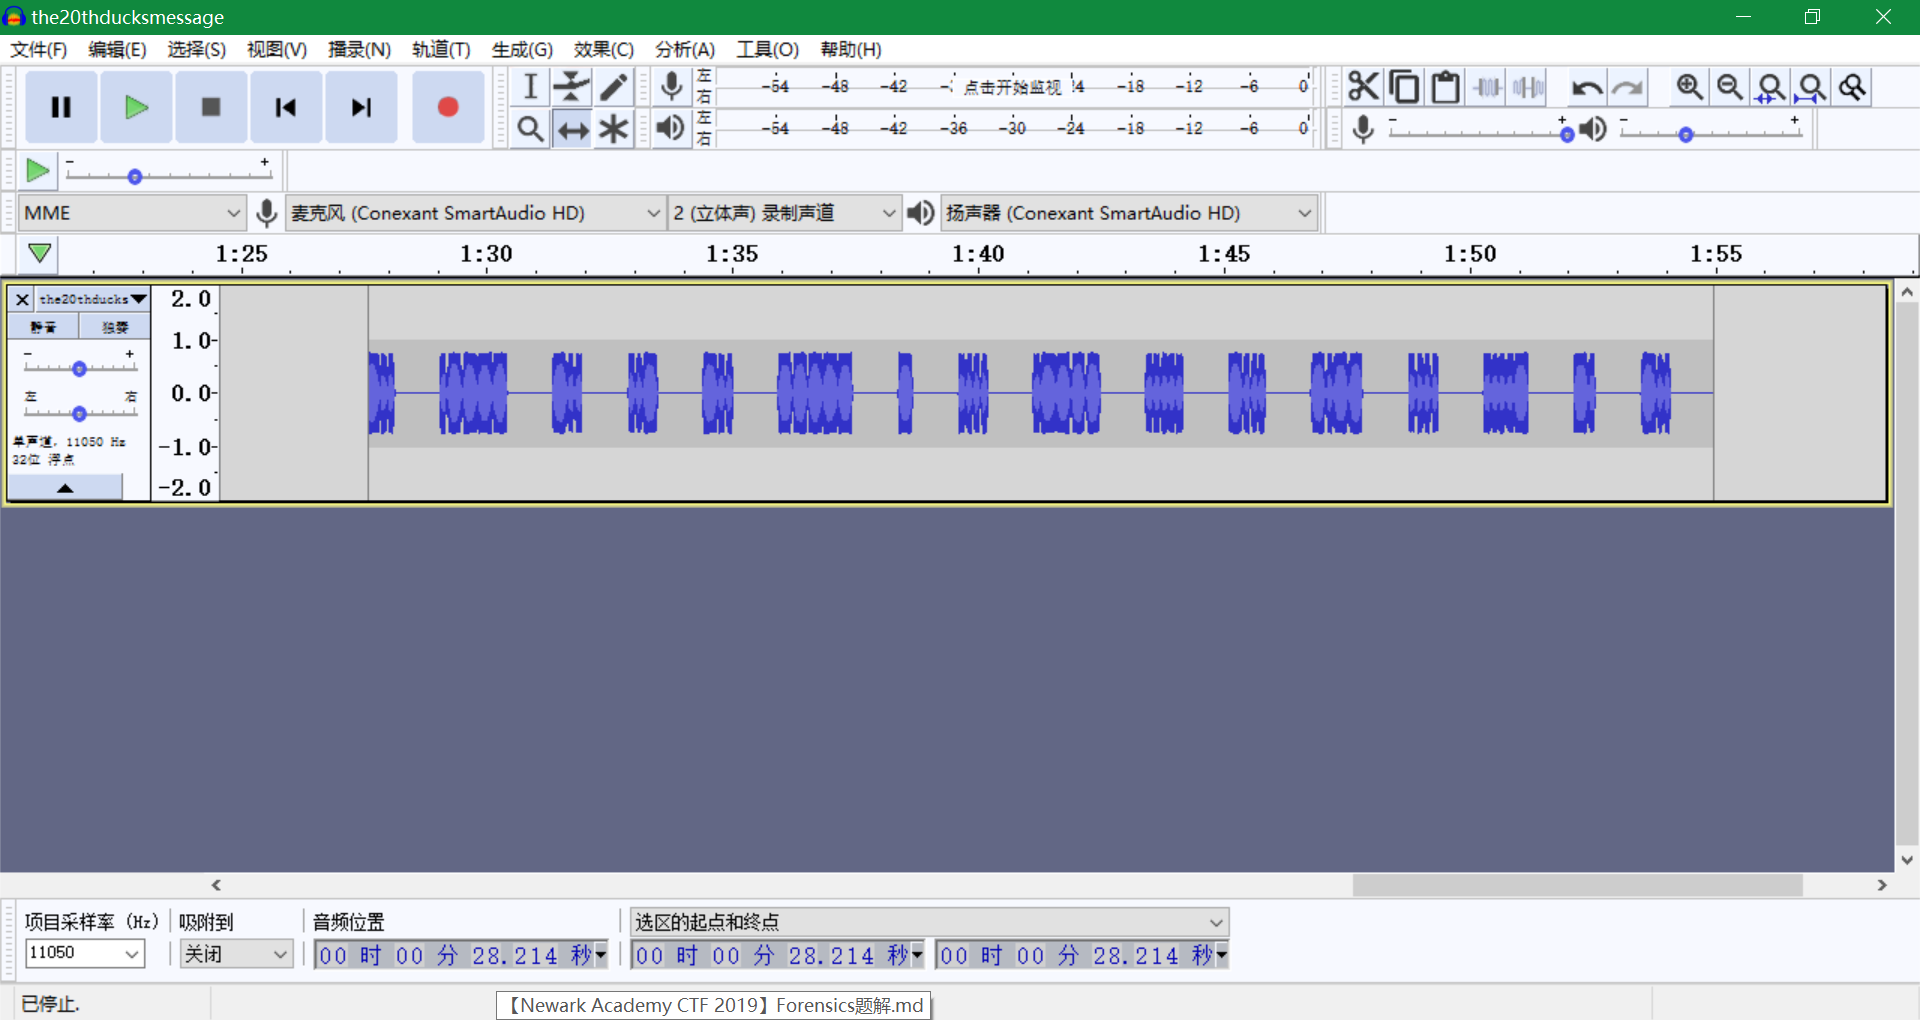 the20thducksmessage
文件(F) 编辑(E) 选择(S) 视图(V) 播录(N) 轨道(T) 生成(G) 效果(C) 分析(A) 工具(O) 帮助(H)
左 右 -54 -48 -42 点击开始监视 -18 -12 -6 0
左 右 -54 -48 -42 -36 -30 -24 -18 -12 -6 0
- +
- +
- +
MME 麦克风 (Conexant SmartAudio HD) 2 (立体声) 录制声道 扬声器 (Conexant SmartAudio HD)
1:25 1:30 1:35 1:40 1:45 1:50 1:55
the20thducks
静音 独奏
- +
左 右
单声道, 11050 Hz
32位 浮点
2.0
1.0
0.0
-1.0
-2.0
项目采样率 (Hz) 吸附到 音频位置 选区的起点和终点
11050 关闭 00 时 00 分 28.214 秒 00 时 00 分 28.214 秒 00 时 00 分 28.214 秒
已停止.
【Newark Academy CTF 2019】Forensics题解.md